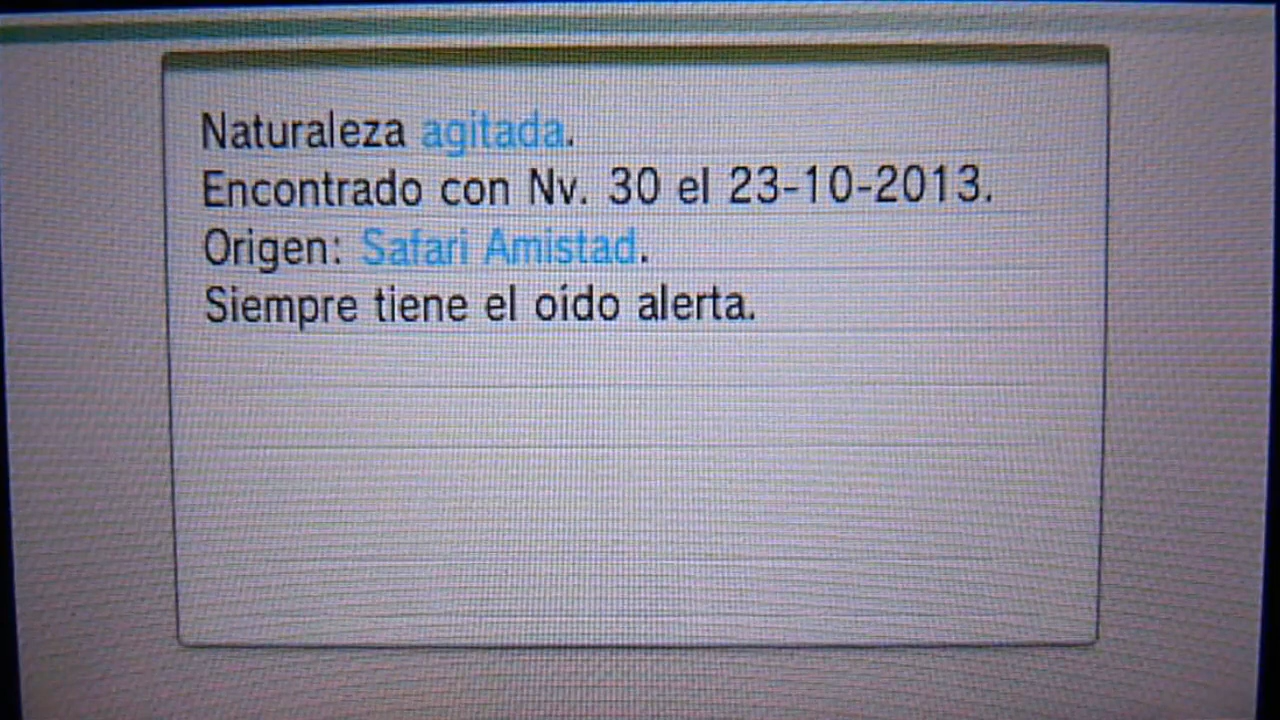 Naturaleza agitada.
Encontrado con Nv. 30 el 23-10-2013.
Origen: Safari Amistad.
Siempre tiene el oído alerta.